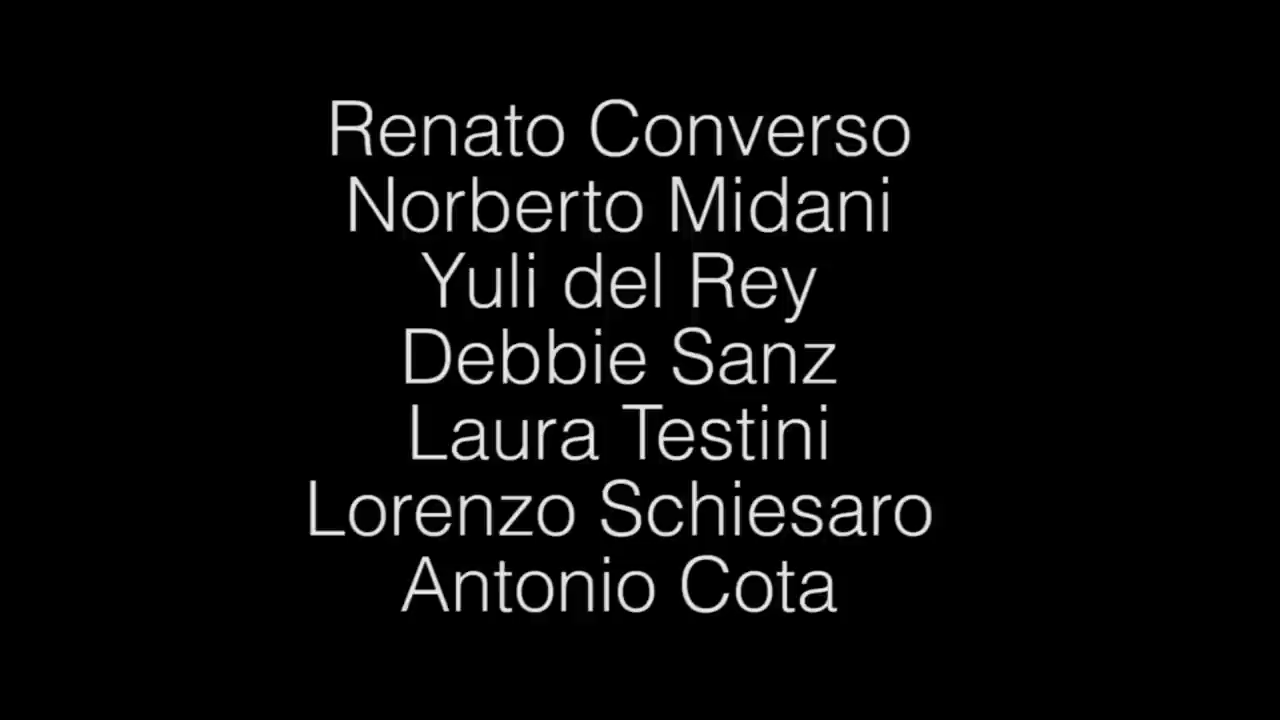 Renato Converso
Norberto Midani
Yuli del Rey
Debbie Sanz
Laura Testini
Lorenzo Schiesaro
Antonio Cota